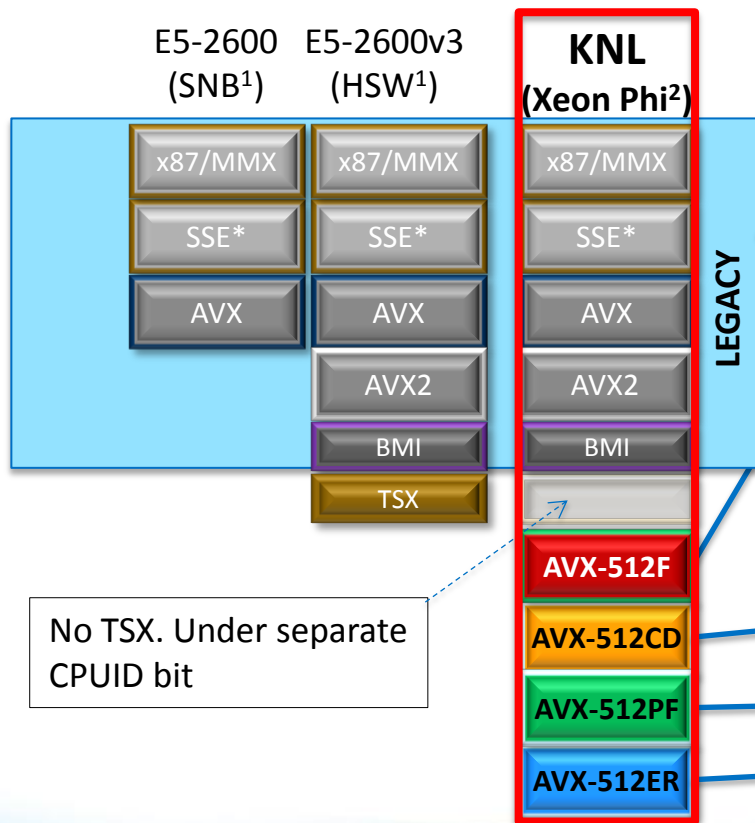 E5-2600 E5-2600v3 KNL
(SNB¹) (HSW¹) (Xeon Phi²)
x87/MMX x87/MMX x87/MMX
SSE* SSE* SSE*
AVX AVX AVX
AVX2 AVX2
BMI BMI
LEGACY
TSX
AVX-512F
No TSX. Under separate
CPUID bit
AVX-512CD
AVX-512PF
AVX-512ER